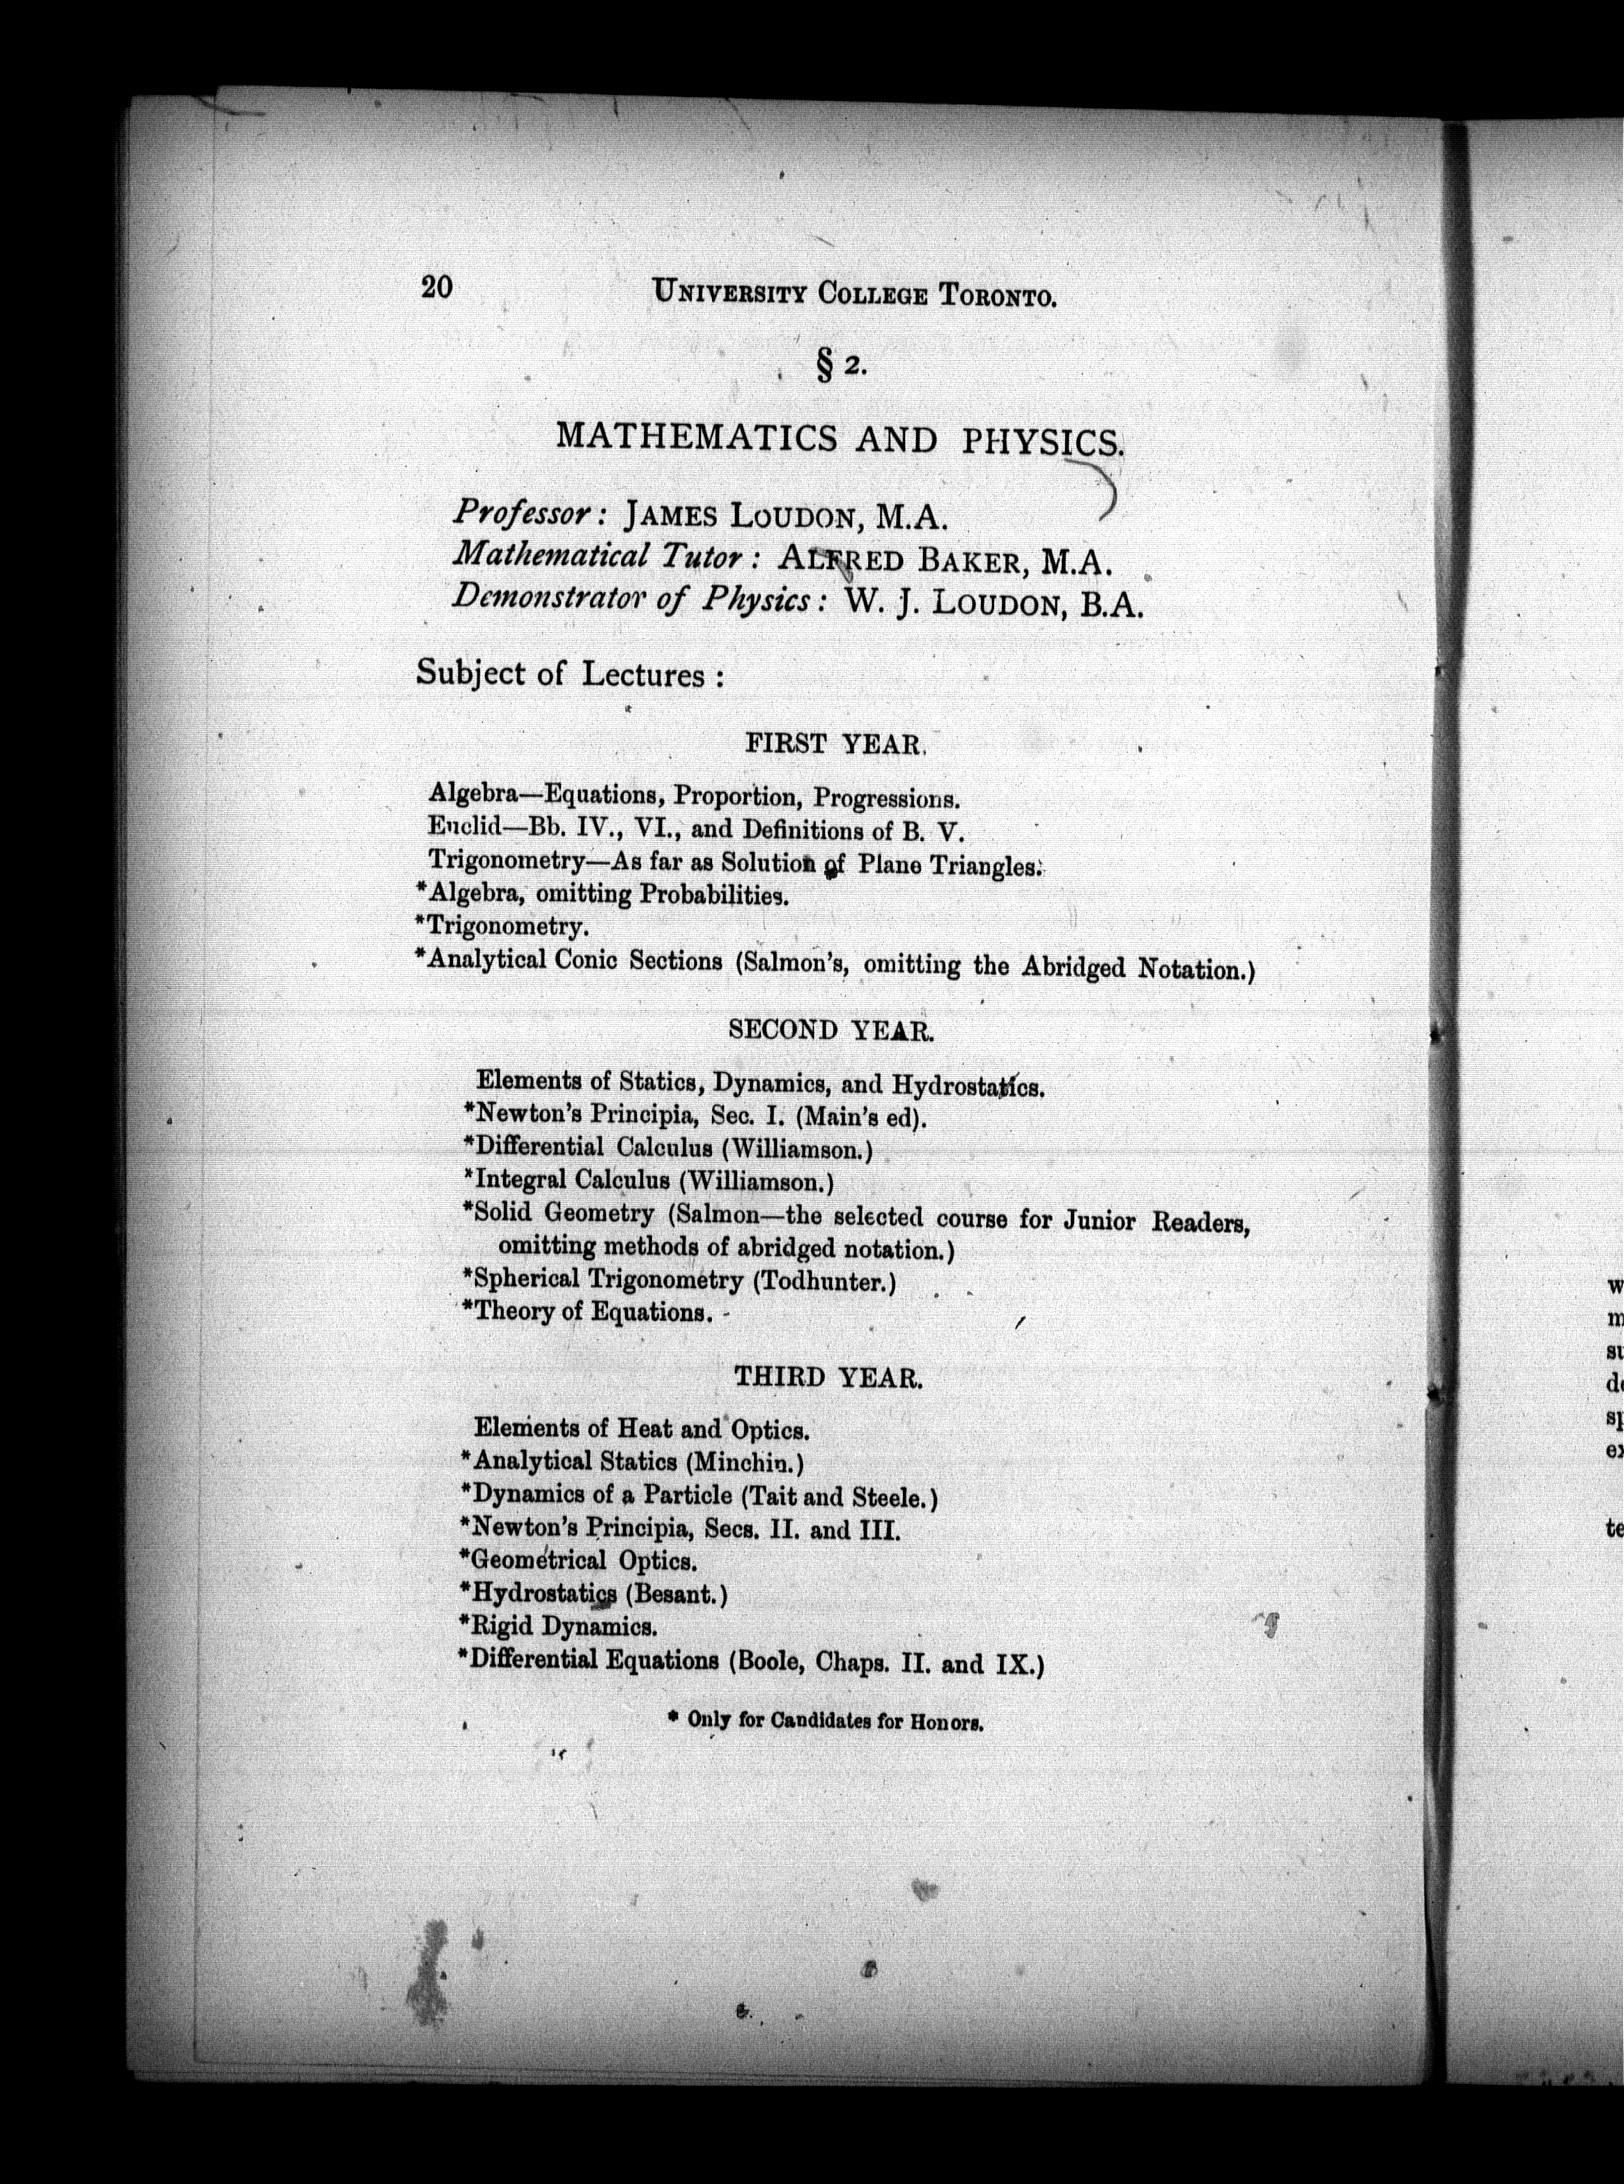 20 UNIVERSITY COLLEGE TORONTO.
§ 2.
MATHEMATICS AND PHYSICS.
Professor: JAMES LOUDON, M.A.
Mathematical Tutor: ALFRED BAKER, M.A.
Demonstrator of Physics: W. J. LOUDON, B.A.
Subject of Lectures:
FIRST YEAR.
Algebra—Equations, Proportion, Progressions.
Euclid—Bb. IV., VI., and Definitions of B. V.
Trigonometry—As far as Solution of Plane Triangles.
*Algebra, omitting Probabilities.
*Trigonometry.
*Analytical Conic Sections (Salmon's, omitting the Abridged Notation.)
SECOND YEAR.
Elements of Statics, Dynamics, and Hydrostatics.
*Newton's Principia, Sec. I. (Main's ed).
*Differential Calculus (Williamson.)
*Integral Calculus (Williamson.)
*Solid Geometry (Salmon—the selected course for Junior Readers,
omitting methods of abridged notation.)
*Spherical Trigonometry (Todhunter.)
*Theory of Equations.
THIRD YEAR.
Elements of Heat and Optics.
*Analytical Statics (Minchin.)
*Dynamics of a Particle (Tait and Steele.)
*Newton's Principia, Secs. II. and III.
*Geometrical Optics.
*Hydrostatics (Besant.)
*Rigid Dynamics.
*Differential Equations (Boole, Chaps. II. and IX.)
* Only for Candidates for Honors.